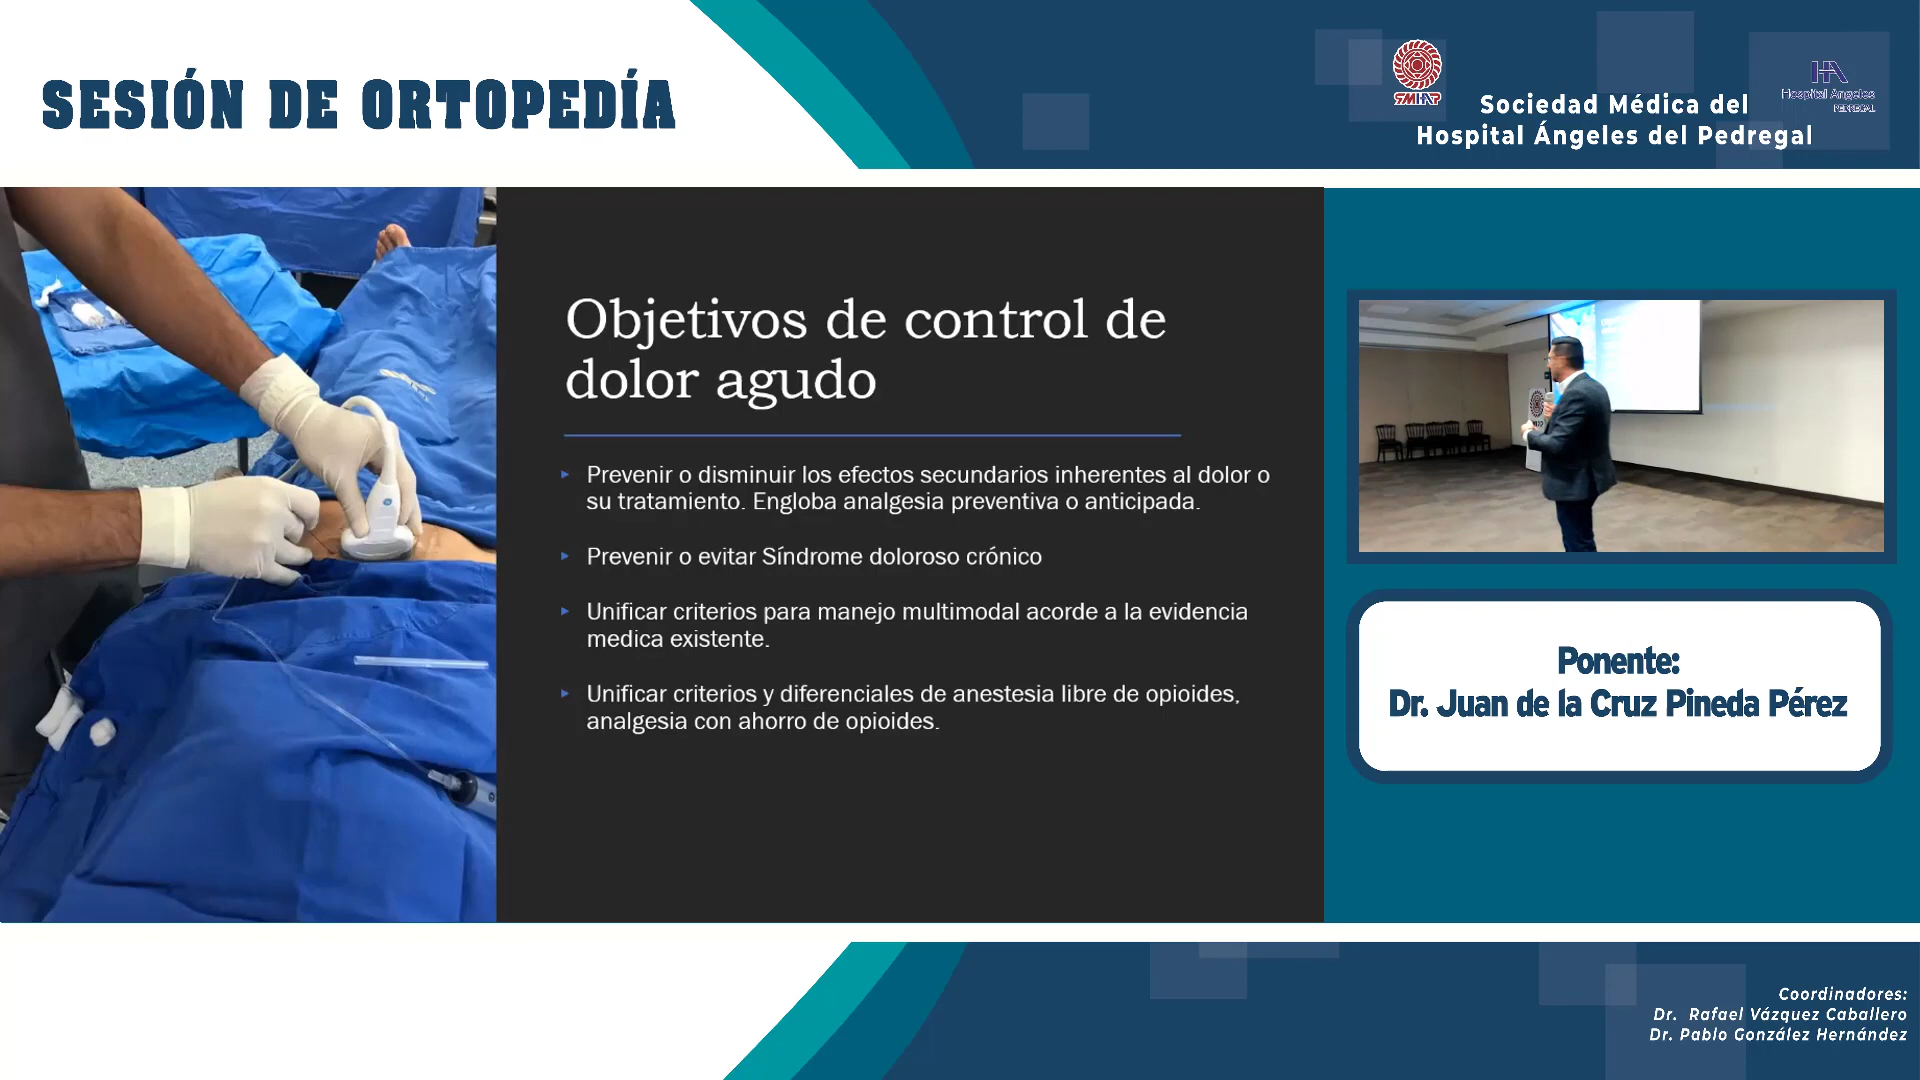 SESIÓN DE ORTOPEDÍA
SMHAP
Sociedad Médica del
Hospital Ángeles del Pedregal
HA
Hospital Angeles
PEDREGAL
Objetivos de control de
dolor agudo
Prevenir o disminuir los efectos secundarios inherentes al dolor o
su tratamiento. Engloba analgesia preventiva o anticipada.
Prevenir o evitar Síndrome doloroso crónico
Unificar criterios para manejo multimodal acorde a la evidencia
medica existente.
Unificar criterios y diferenciales de anestesia libre de opioides,
analgesia con ahorro de opioides.
Ponente:
Dr. Juan de la Cruz Pineda Pérez
Coordinadores:
Dr. Rafael Vázquez Caballero
Dr. Pablo González Hernández